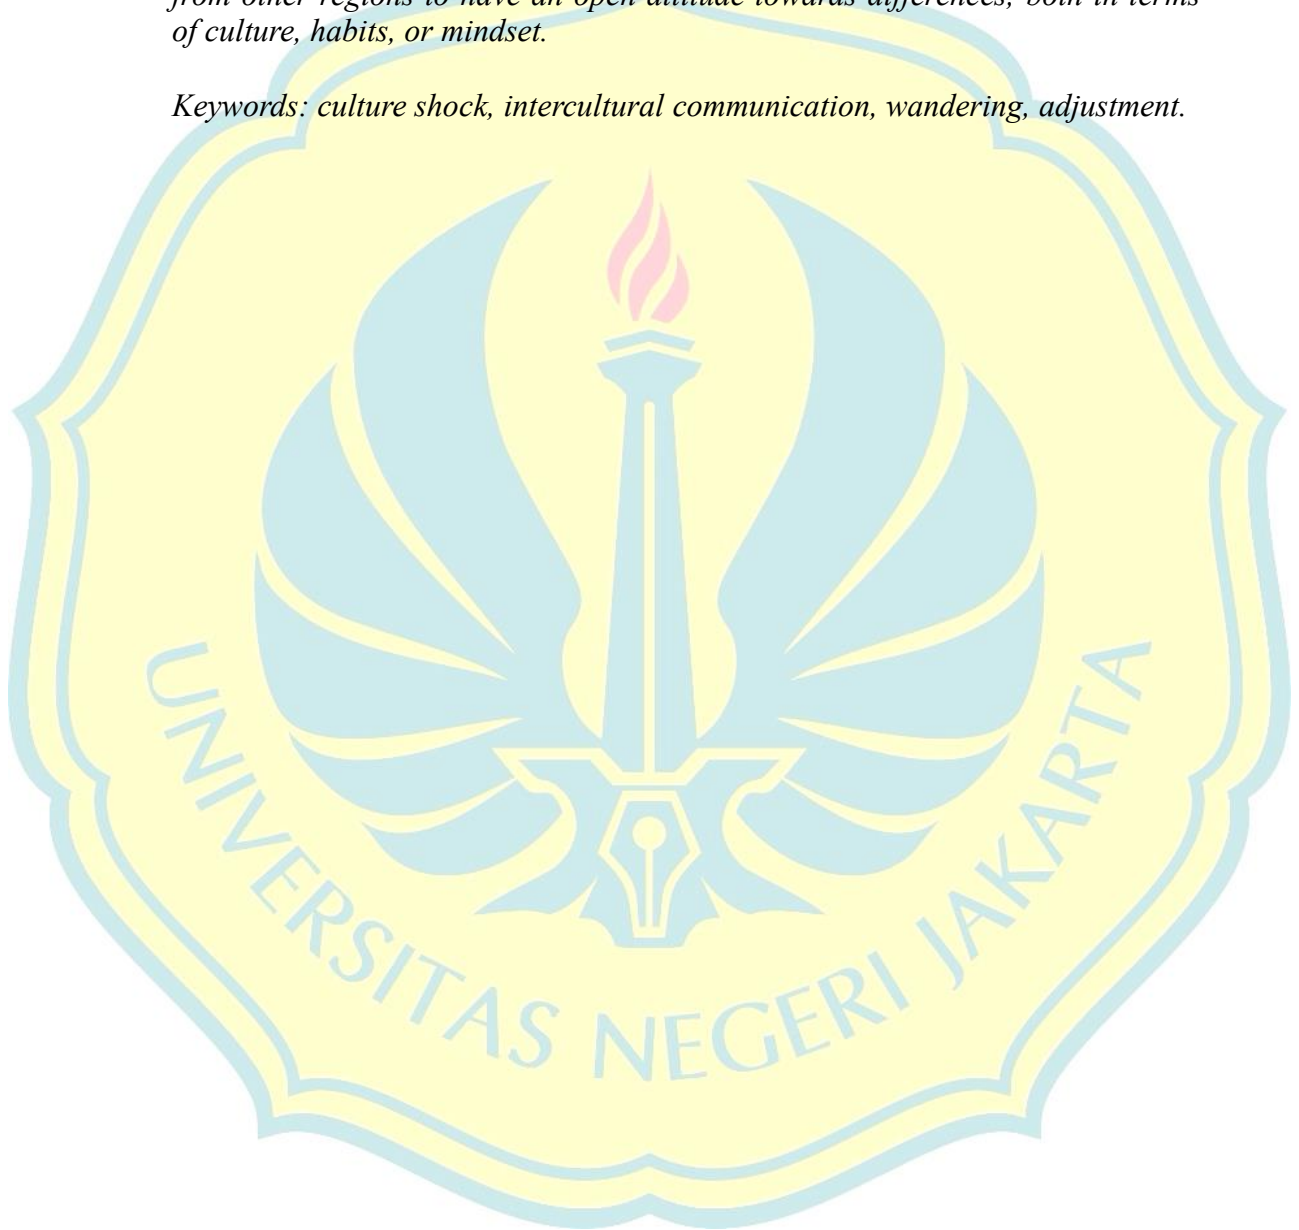 from other regions to have an open attitude towards differences, both in terms
of culture, habits, or mindset.
Keywords: culture shock, intercultural communication, wandering, adjustment.
UNIVERSITAS NEGERI JAKARTA